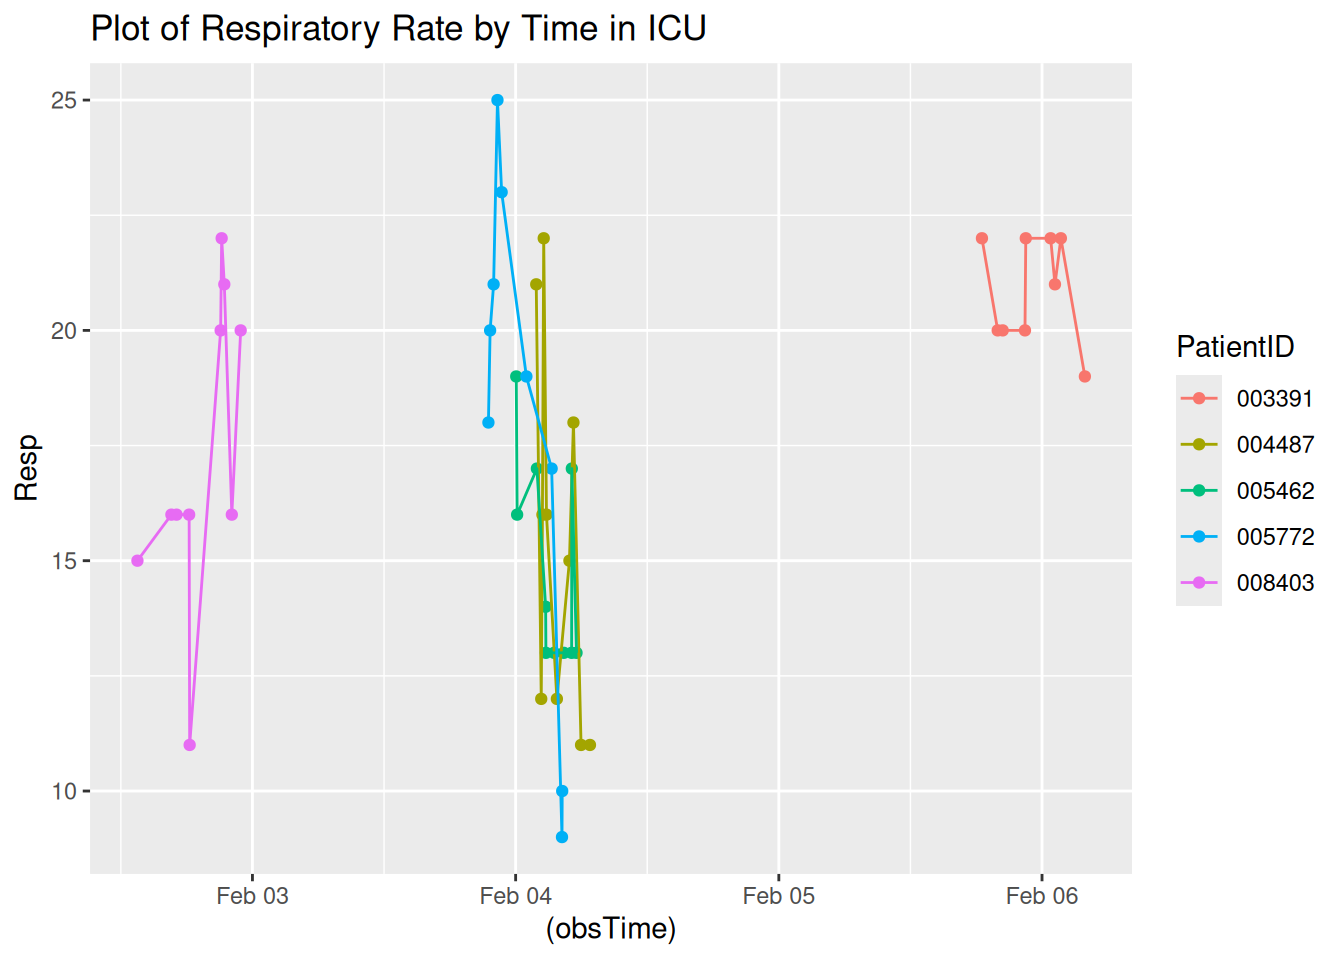 Plot of Respiratory Rate by Time in ICU
25
20
15
10
Resp
Feb 03
Feb 04
Feb 05
Feb 06
(obsTime)
PatientID
003391
004487
005462
005772
008403